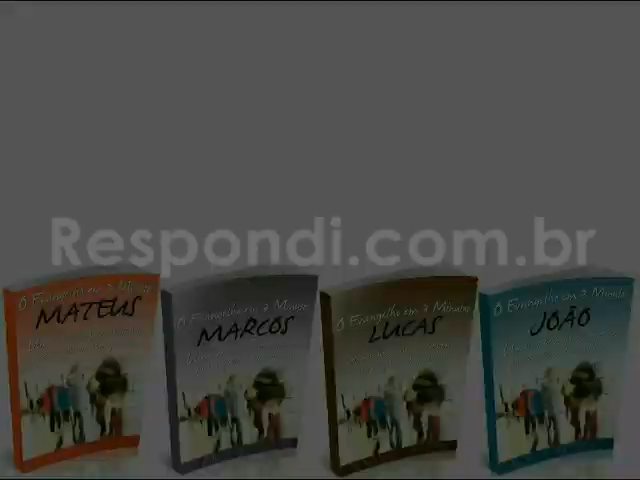 Respondi.com.br
O Evangelho em 3 Minutos
MATEUS
O Evangelho em 3 Minutos
MARCOS
O Evangelho em 3 Minutos
LUCAS
O Evangelho em 3 Minutos
JOÃO